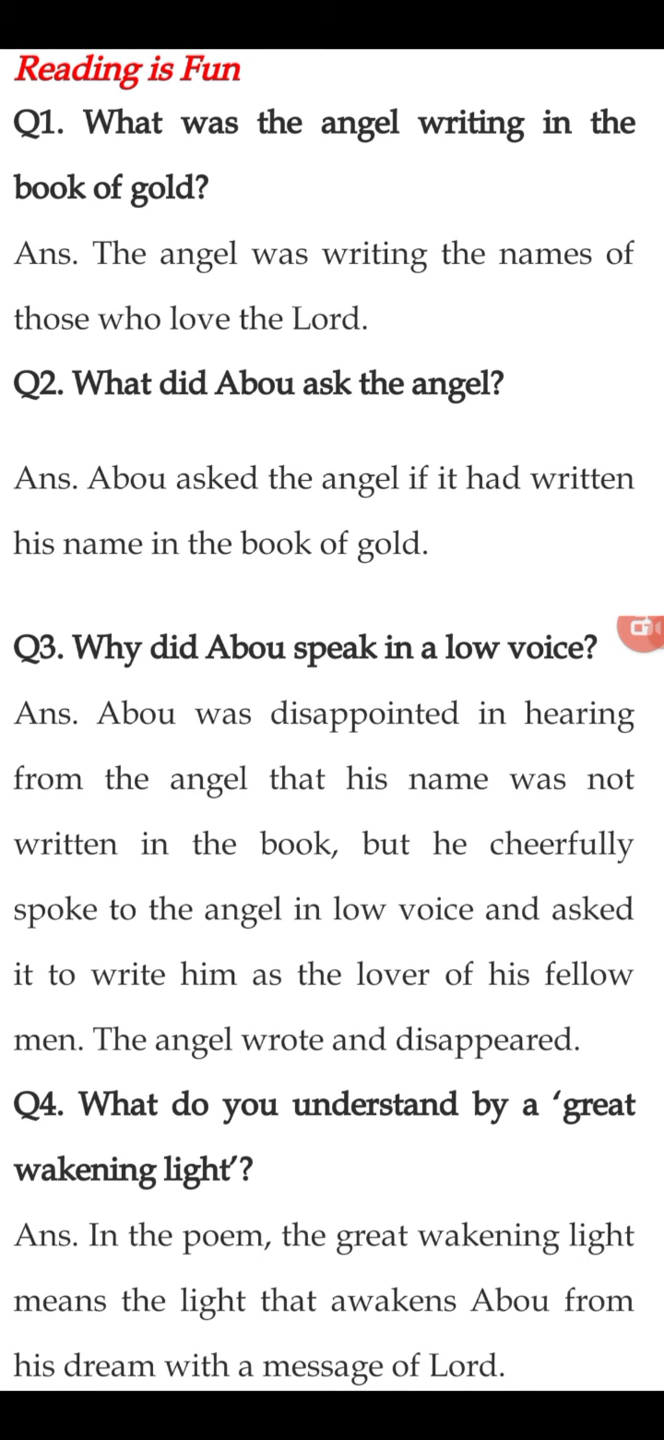 Reading is Fun
Q1. What was the angel writing in the
book of gold?
Ans. The angel was writing the names of
those who love the Lord.
Q2. What did Abou ask the angel?
Ans. Abou asked the angel if it had written
his name in the book of gold.
Q3. Why did Abou speak in a low voice?
Ans. Abou was disappointed in hearing
from the angel that his name was not
written in the book, but he cheerfully
spoke to the angel in low voice and asked
it to write him as the lover of his fellow
men. The angel wrote and disappeared.
Q4. What do you understand by a ‘great
wakening light’?
Ans. In the poem, the great wakening light
means the light that awakens Abou from
his dream with a message of Lord.